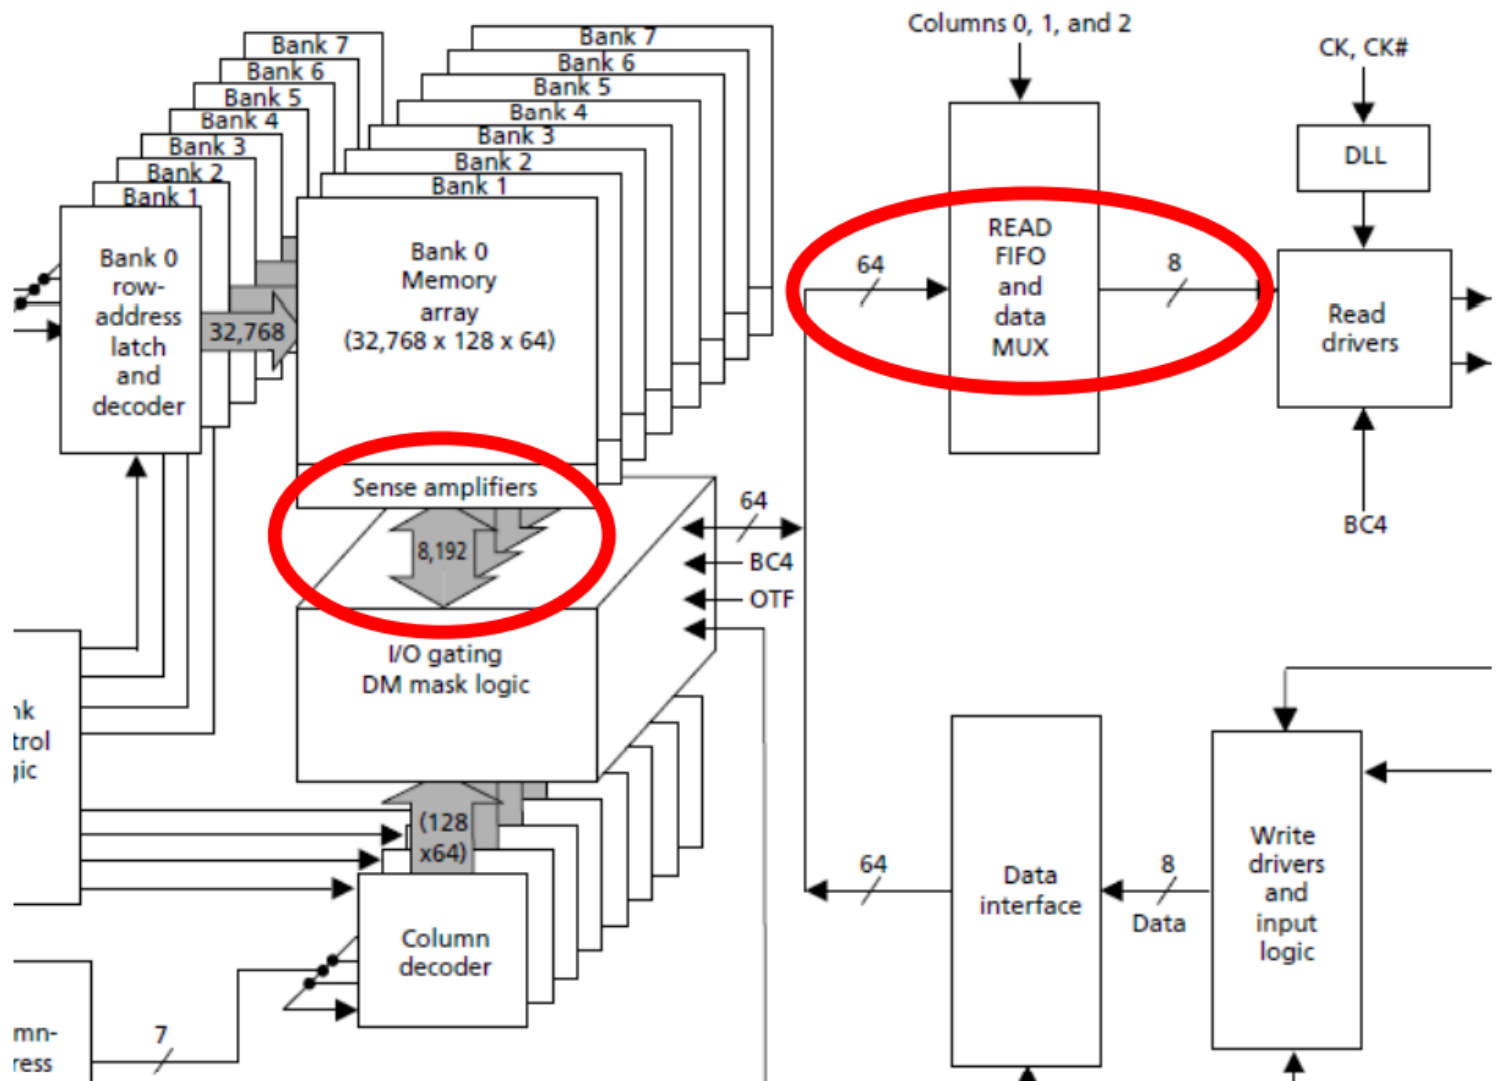 Columns 0, 1, and 2
CK, CK#
DLL
Bank 7
Bank 6
Bank 5
Bank 4
Bank 3
Bank 2
Bank 1
Bank 0
row-
address
latch
and
decoder
32,768
Bank 7
Bank 6
Bank 5
Bank 4
Bank 3
Bank 2
Bank 1
Bank 0
Memory
array
(32,768 x 128 x 64)
Sense amplifiers
8,192
I/O gating
DM mask logic
64
BC4
OTF
64
READ
FIFO
and
data
MUX
8
Read
drivers
BC4
nk
trol
gic
(128
x64)
Column
decoder
7
mn-
ress
64
Data
interface
8
Data
Write
drivers
and
input
logic